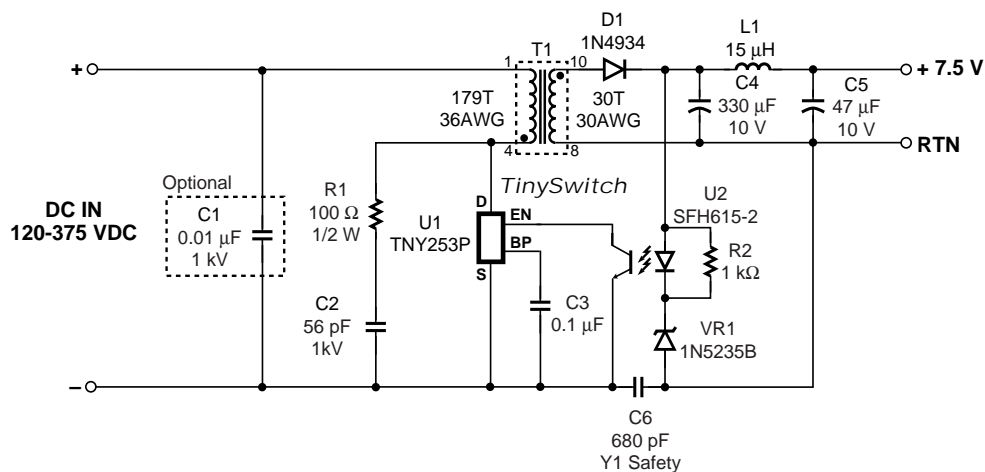 D1
1N4934
L1
15 µH
T1
1
10
+
+ 7.5 V
179T
36AWG
30T
30AWG
C4
330 µF
10 V
C5
47 µF
10 V
4
8
RTN
TinySwitch
Optional
C1
0.01 µF
1 kV
DC IN
120-375 VDC
R1
100 Ω
1/2 W
D
EN
BP
S
U1
TNY253P
U2
SFH615-2
R2
1 kΩ
C2
56 pF
1kV
C3
0.1 µF
VR1
1N5235B
–
C6
680 pF
Y1 Safety